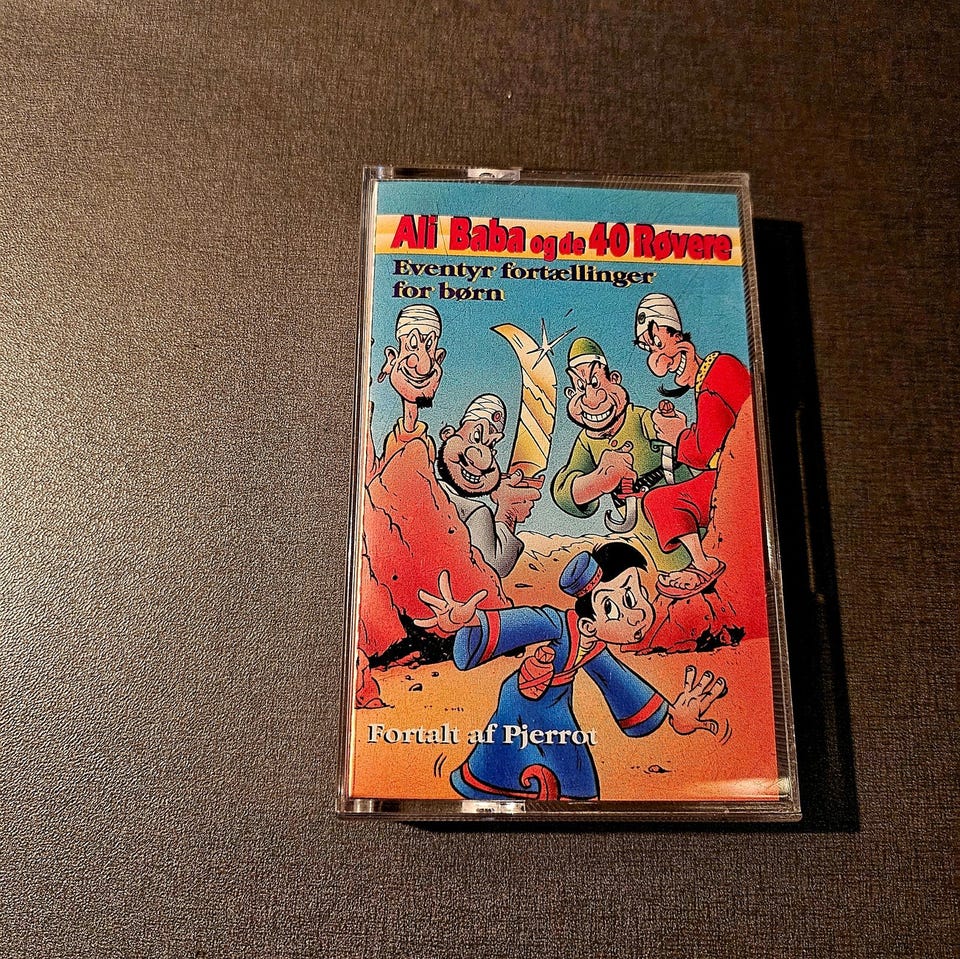 Ali Baba og de 40 Røvere
Eventyr fortællinger
for børn
Fortalt af Pjerrot